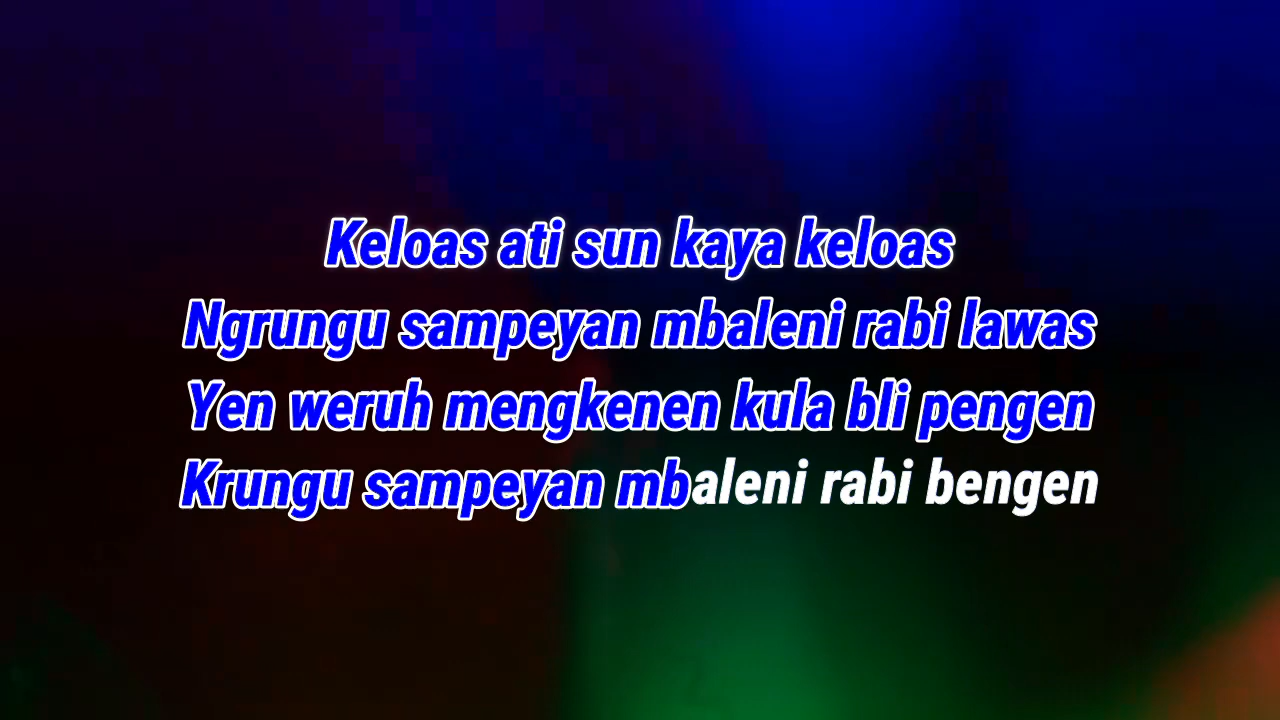 Keloas ati sun kaya keloas
Ngrungu sampeyan mbaleni rabi lawas
Yen weruh mengkenen kula bli pengen
Krungu sampeyan mbaleni rabi bengen